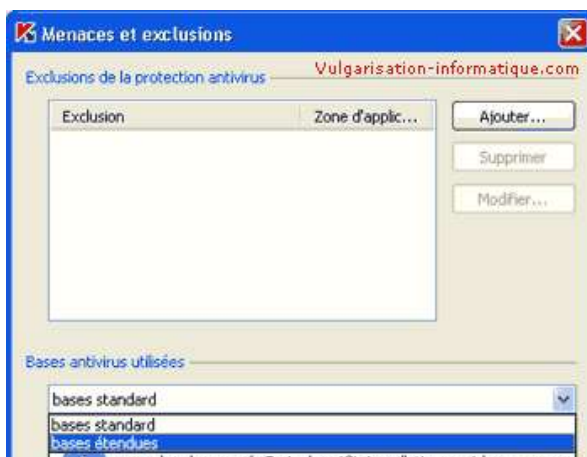 Menaces et exclusions
Vulgarisation-informatique.com
Exclusions de la protection antivirus
Exclusion Zone d'applic...
Ajouter...
Supprimer
Modifier...
Bases antivirus utilisées
bases standard
bases standard
bases étendues